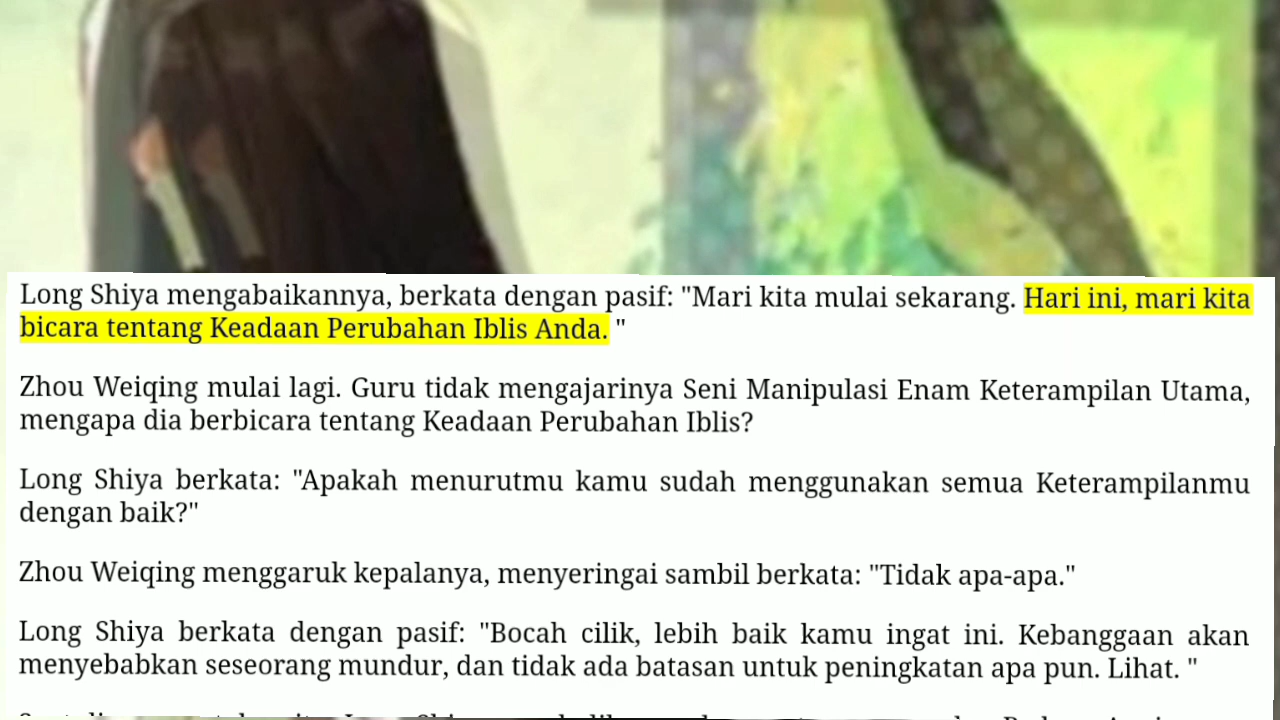 Long Shiya mengabaikannya, berkata dengan pasif: "Mari kita mulai sekarang. Hari ini, mari kita
bicara tentang Keadaan Perubahan Iblis Anda. "
Zhou Weiqing mulai lagi. Guru tidak mengajarinya Seni Manipulasi Enam Keterampilan Utama,
mengapa dia berbicara tentang Keadaan Perubahan Iblis?
Long Shiya berkata: "Apakah menurutmu kamu sudah menggunakan semua Keterampilanmu
dengan baik?"
Zhou Weiqing menggaruk kepalanya, menyeringai sambil berkata: "Tidak apa-apa."
Long Shiya berkata dengan pasif: "Bocah cilik, lebih baik kamu ingat ini. Kebanggaan akan
menyebabkan seseorang mundur, dan tidak ada batasan untuk peningkatan apa pun. Lihat. "